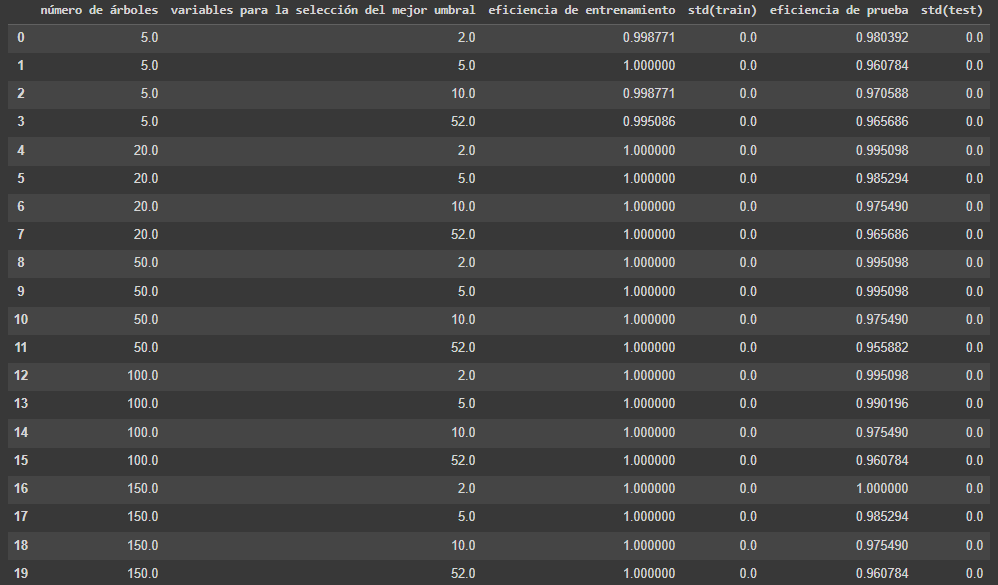 número de árboles variables para la selección del mejor umbral eficiencia de entrenamiento std(train) eficiencia de prueba std(test)
0 5.0 2.0 0.998771 0.0 0.980392 0.0
1 5.0 5.0 1.000000 0.0 0.960784 0.0
2 5.0 10.0 0.998771 0.0 0.970588 0.0
3 5.0 52.0 0.995086 0.0 0.965686 0.0
4 20.0 2.0 1.000000 0.0 0.995098 0.0
5 20.0 5.0 1.000000 0.0 0.985294 0.0
6 20.0 10.0 1.000000 0.0 0.975490 0.0
7 20.0 52.0 1.000000 0.0 0.965686 0.0
8 50.0 2.0 1.000000 0.0 0.995098 0.0
9 50.0 5.0 1.000000 0.0 0.995098 0.0
10 50.0 10.0 1.000000 0.0 0.975490 0.0
11 50.0 52.0 1.000000 0.0 0.955882 0.0
12 100.0 2.0 1.000000 0.0 0.995098 0.0
13 100.0 5.0 1.000000 0.0 0.990196 0.0
14 100.0 10.0 1.000000 0.0 0.975490 0.0
15 100.0 52.0 1.000000 0.0 0.960784 0.0
16 150.0 2.0 1.000000 0.0 1.000000 0.0
17 150.0 5.0 1.000000 0.0 0.985294 0.0
18 150.0 10.0 1.000000 0.0 0.975490 0.0
19 150.0 52.0 1.000000 0.0 0.960784 0.0